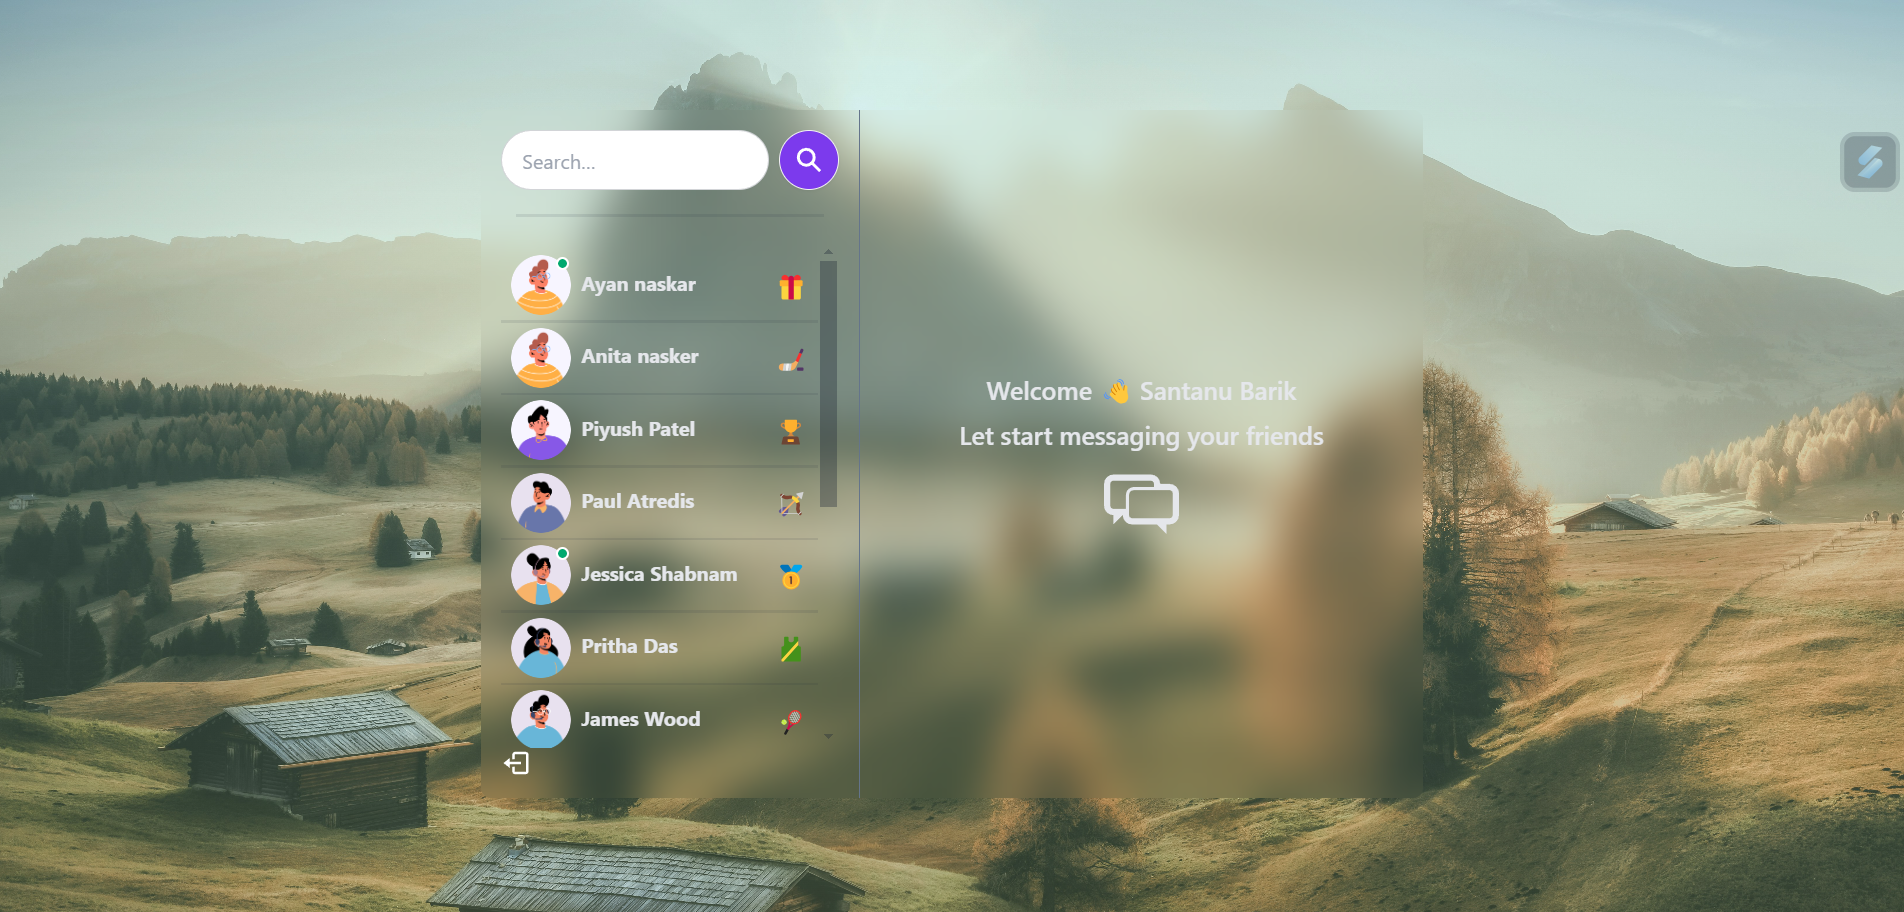 Search...
Ayan naskar
Anita nasker
Piyush Patel
Paul Atredis
Jessica Shabnam
Pritha Das
James Wood
Welcome 👋 Santanu Barik
Let start messaging your friends